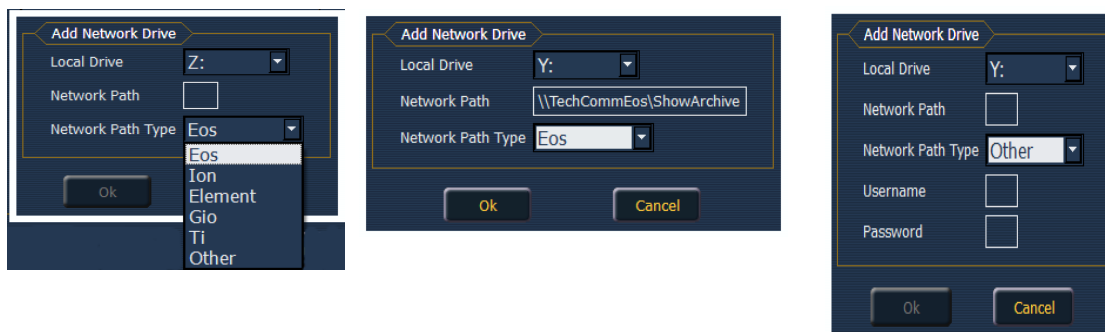 Add Network Drive
Local Drive Z:
Network Path
Network Path Type Eos
Eos
Ion
Element
Gio
Ti
Other
Ok
Add Network Drive
Local Drive Y:
Network Path \\TechCommEos\ShowArchive
Network Path Type Eos
Ok Cancel
Add Network Drive
Local Drive Y:
Network Path
Network Path Type Other
Username
Password
Ok Cancel